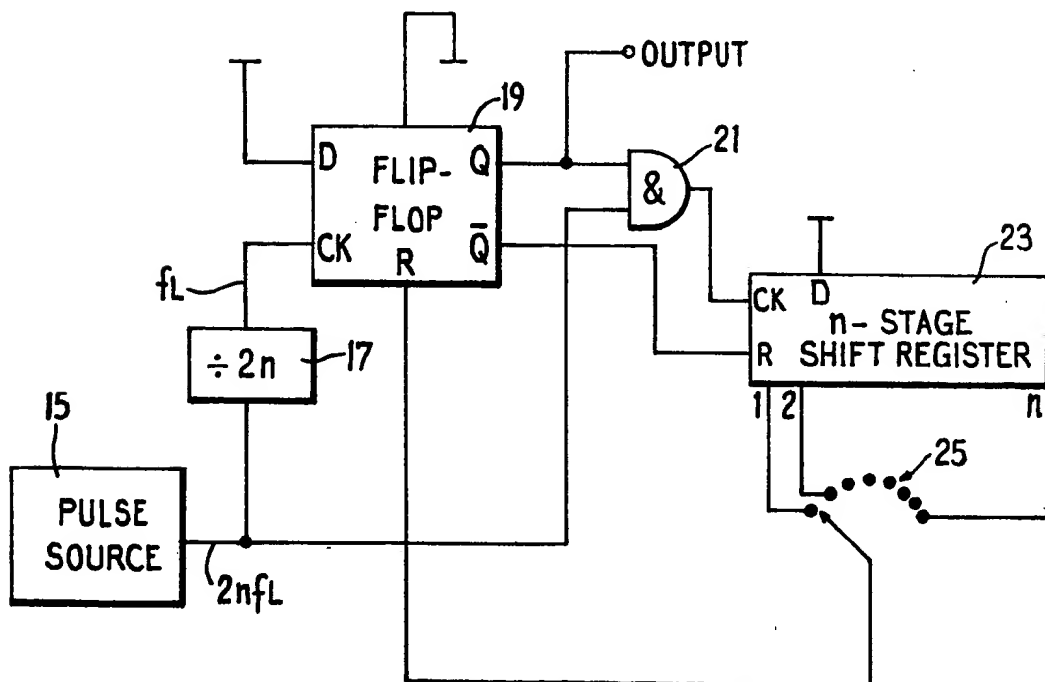 OUTPUT
19
21
D
FLIP-
FLOP
Q
&
CK
R
Q̅
23
fL
CK
D
n- STAGE
SHIFT REGISTER
R
÷2n
17
1
2
n
15
25
PULSE
SOURCE
2nfL